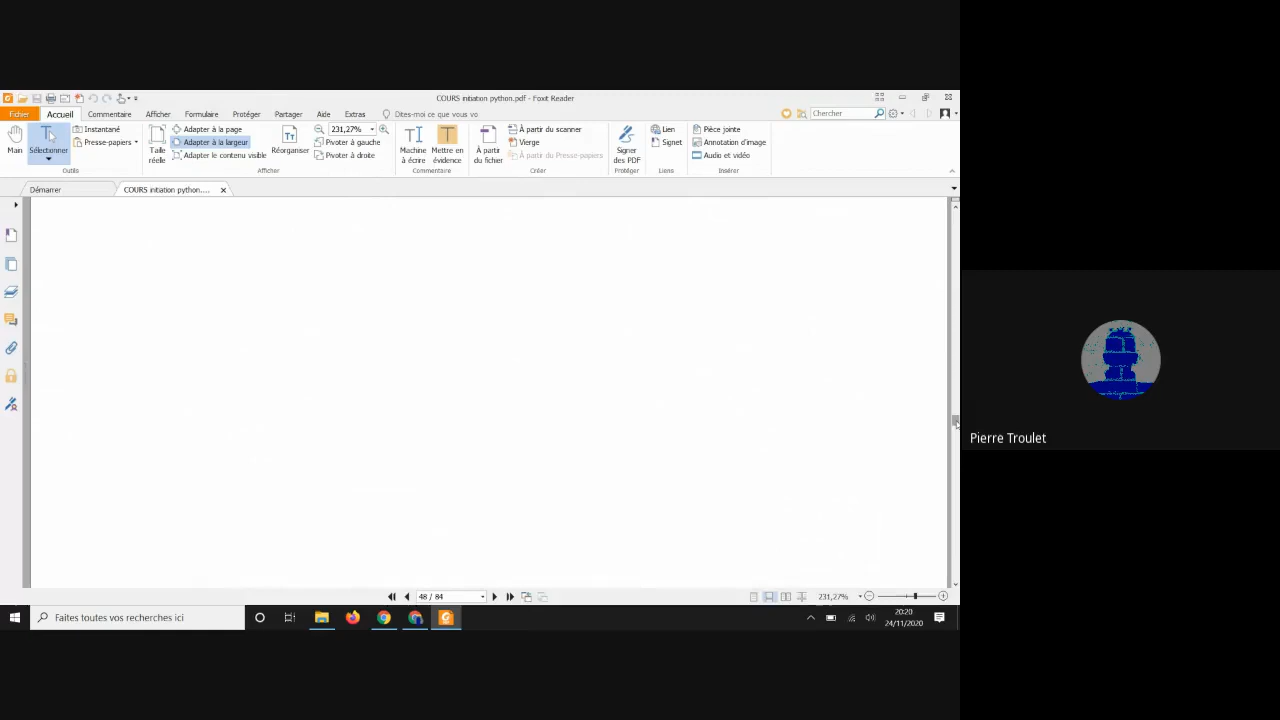 COURS initiation python.pdf - Foxit Reader
Fichier Accueil Commentaire Afficher Formulaire Protéger Partager Aide Extras Dites-moi ce que vous vo Chercher
Main
Sélectionner
Instantané
Presse-papiers
Outils
Taille réelle
Adapter à la page
Adapter à la largeur
Adapter le contenu visible
Réorganiser
231,27%
Pivoter à gauche
Pivoter à droite
Afficher
Machine à écrire
Mettre en évidence
Commentaire
À partir du fichier
À partir du scanner
Vierge
À partir du Presse-papiers
Créer
Signer des PDF
Protéger
Lien
Signet
Liens
Pièce jointe
Annotation d'image
Audio et vidéo
Insérer
Démarrer COURS initiation python....
Pierre Troulet
48 / 84 231,27%
Faites toutes vos recherches ici
20:20
24/11/2020